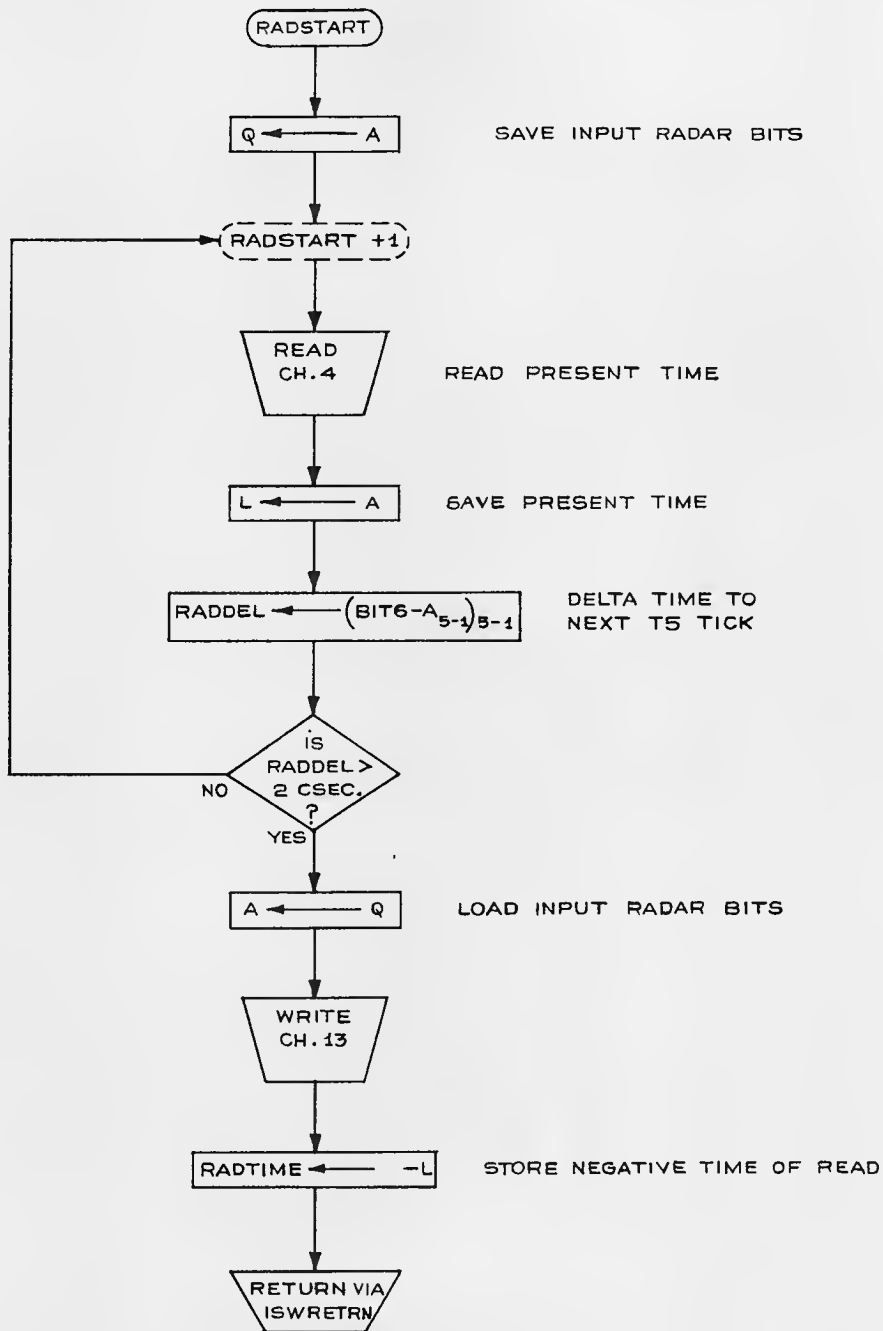 RADSTART
Q ← A
SAVE INPUT RADAR BITS
RADSTART +1
READ
CH. 4
READ PRESENT TIME
L ← A
SAVE PRESENT TIME
RADDEL ← (BIT6-A5-1)5-1
DELTA TIME TO
NEXT T5 TICK
IS
RADDEL >
2 CSEC.
?
NO
YES
A ← Q
LOAD INPUT RADAR BITS
WRITE
CH. 13
RADTIME ← -L
STORE NEGATIVE TIME OF READ
RETURN VIA
ISWRETRN